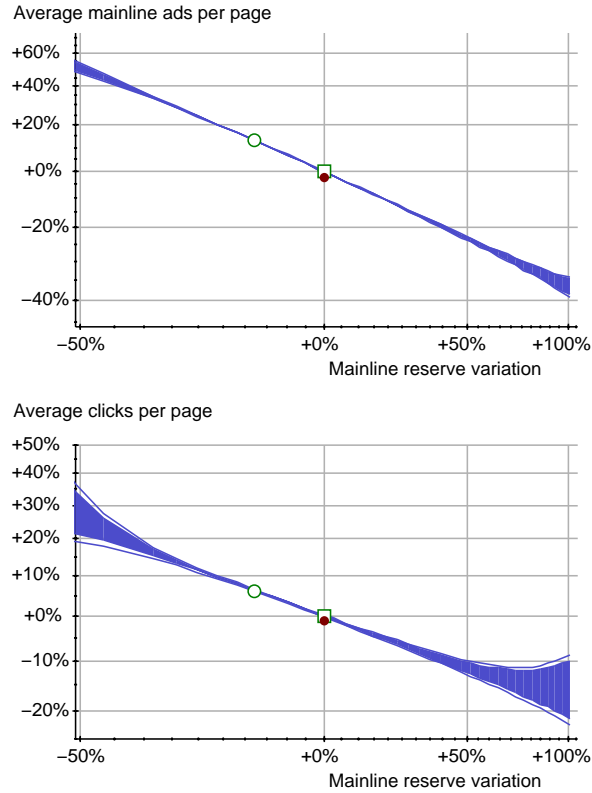 Average mainline ads per page
+60%
+40%
+20%
+0%
−20%
−40%
−50% +0% +50% +100%
Mainline reserve variation
Average clicks per page
+50%
+40%
+30%
+20%
+10%
+0%
−10%
−20%
−50% +0% +50% +100%
Mainline reserve variation